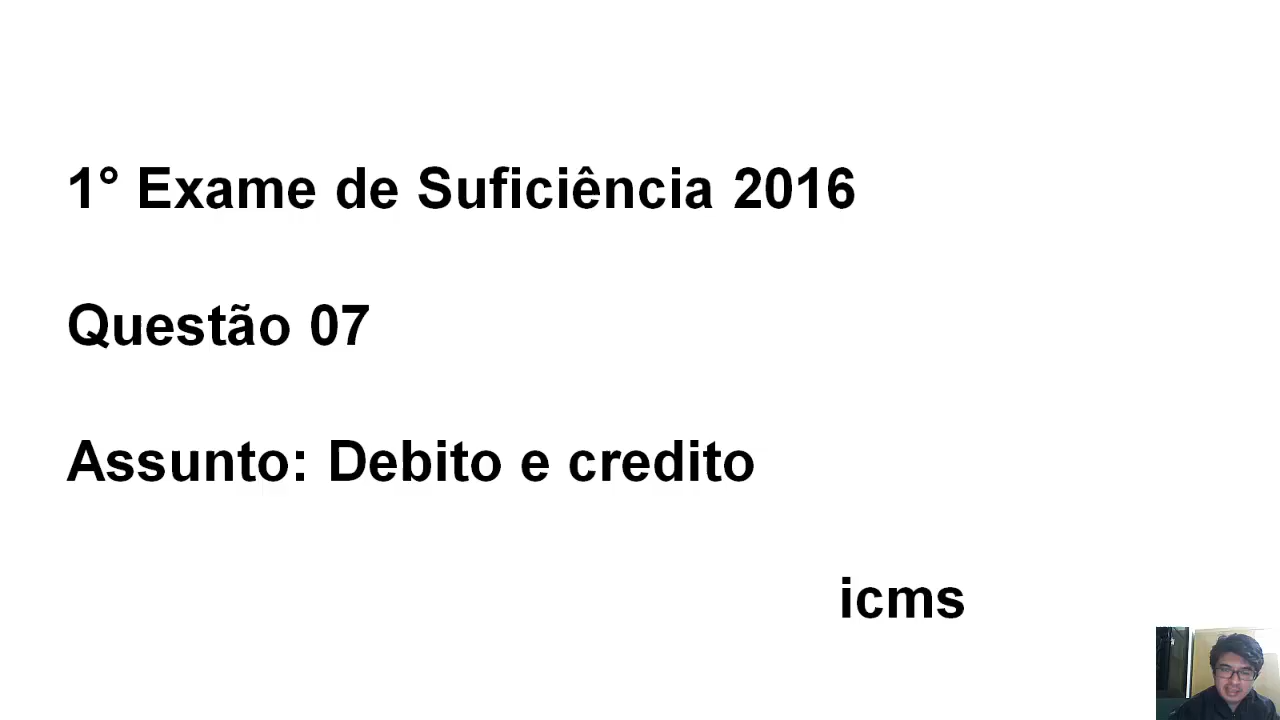 1° Exame de Suficiência 2016
Questão 07
Assunto: Debito e credito
icms